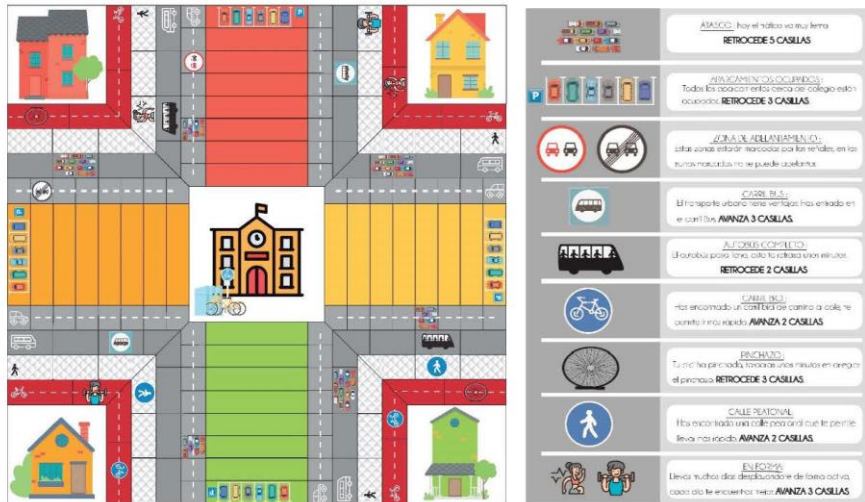 ATASCO: hoy el tráfico va muy lento.
RETROCEDE 5 CASILLAS
P
APARCAMIENTOS OCUPADOS:
Todos los aparcamientos cerca del colegio están
ocupados. RETROCEDE 3 CASILLAS.
ZONA DE ADELANTAMIENTO:
Estas zonas estarán marcadas por las señales, en las
zonas marcadas no se puede adelantar.
CARRIL BUS:
El transporte urbano tiene ventajas, has entrado en
el carril Bus. AVANZA 3 CASILLAS.
AUTOBÚS COMPLETO:
El autobús pasa lleno, esto te retrasa unos minutos.
RETROCEDE 2 CASILLAS
CARRIL BICI:
Has encontrado un carril bici de camino al cole, te
permite ir más rápido. AVANZA 2 CASILLAS.
PINCHAZO:
Tu bici ha pinchado, tardarás unos minutos en arreglar
el pinchazo. RETROCEDE 3 CASILLAS.
CALLE PEATONAL:
Has encontrado una calle peatonal que te permite
llegar más rápido. AVANZA 2 CASILLAS.
EN FORMA:
Llevas muchos días desplazándote de forma activa,
cada día te encuentras mejor. AVANZA 3 CASILLAS.